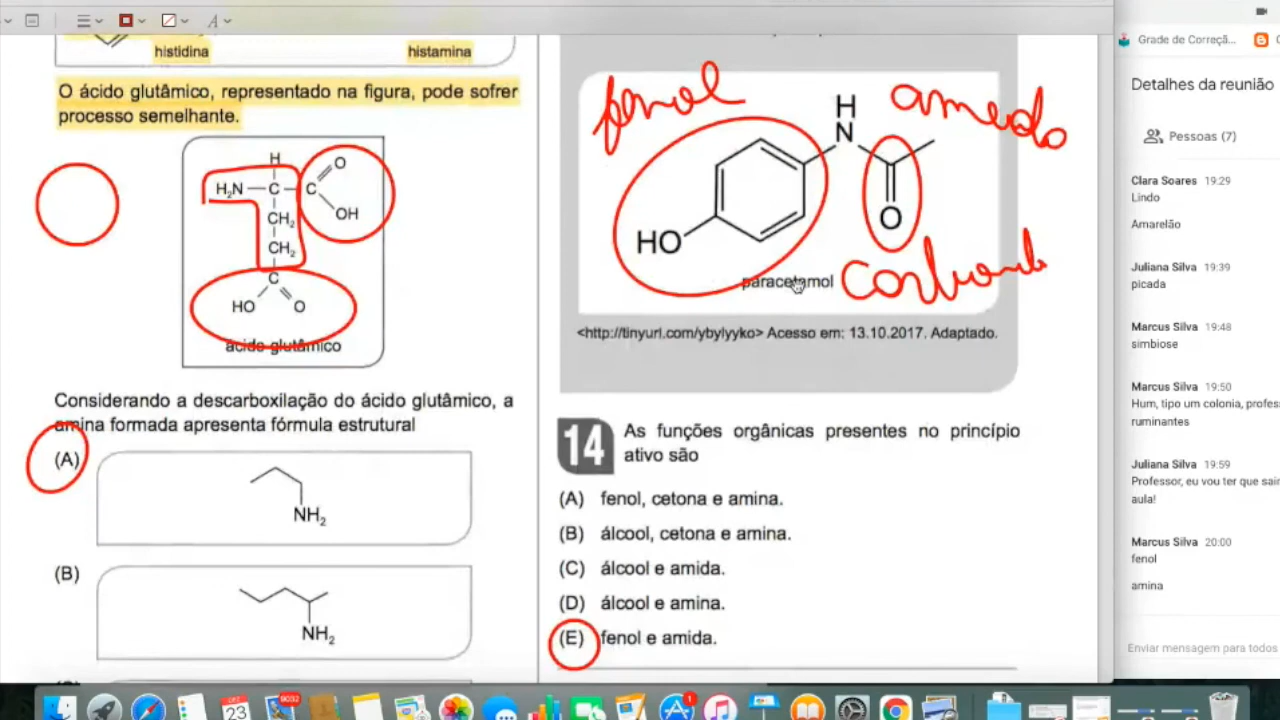 histidina
histamina
O ácido glutâmico, representado na figura, pode sofrer
processo semelhante.
H
O
H₂N
C
C
OH
CH₂
CH₂
C
HO
O
ácido glutâmico
Considerando a descarboxilação do ácido glutâmico, a
amina formada apresenta fórmula estrutural
(A)
NH₂
(B)
NH₂
fenol
amedo
H
N
O
HO
paracetamol
<http://tinyurl.com/ybylyyko> Acesso em: 13.10.2017. Adaptado.
14
As funções orgânicas presentes no princípio
ativo são
(A) fenol, cetona e amina.
(B) álcool, cetona e amina.
(C) álcool e amida.
(D) álcool e amina.
(E) fenol e amida.
Grade de Correçã...
Detalhes da reunião
Pessoas (7)
Clara Soares 19:29
Lindo
Amarelão
Juliana Silva 19:39
picada
Marcus Silva 19:48
simbiose
Marcus Silva 19:50
Hum, tipo um colonia, profes
ruminantes
Juliana Silva 19:59
Professor, eu vou ter que sair
aula!
Marcus Silva 20:00
fenol
amina
Enviar mensagem para todos
23
9032
1